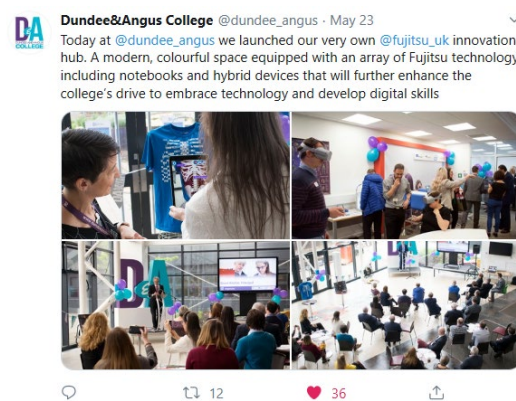 Dundee&Angus College @dundee_angus · May 23
Today at @dundee_angus we launched our very own @fujitsu_uk innovation
hub. A modern, colourful space equipped with an array of Fujitsu technology
including notebooks and hybrid devices that will further enhance the
college's drive to embrace technology and develop digital skills
D&A
COLLEGE
D&A
D&A
12
36